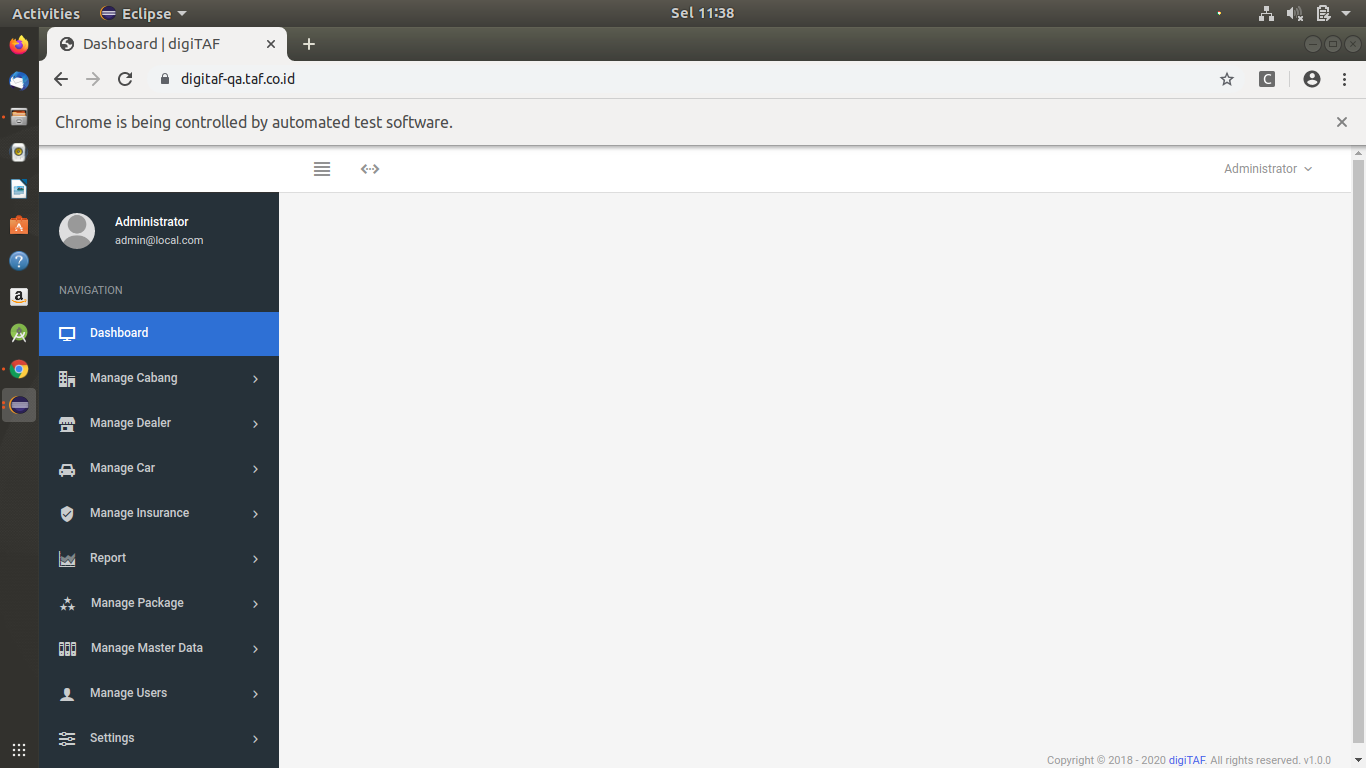 Activities Eclipse Sel 11:38
Dashboard | digiTAF
digitaf-qa.taf.co.id C
Chrome is being controlled by automated test software.
Administrator
Administrator
admin@local.com
NAVIGATION
Dashboard
Manage Cabang
Manage Dealer
Manage Car
Manage Insurance
Report
Manage Package
Manage Master Data
Manage Users
Settings
Copyright © 2018 - 2020 digiTAF. All rights reserved. v1.0.0